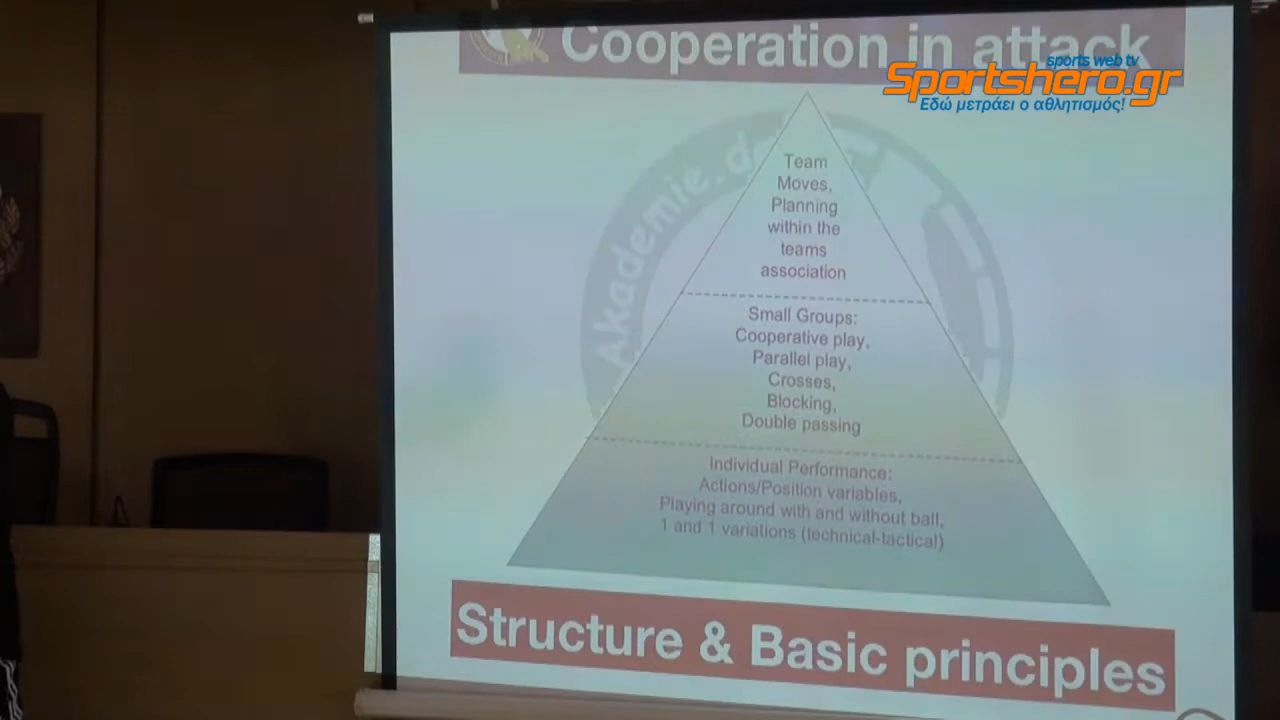 Cooperation in attack
sports web tv
Sportshero.gr
Εδώ μετράει ο αθλητισμός!
Akademie.de
Team
Moves,
Planning
within the
teams
association
Small Groups:
Cooperative play,
Parallel play,
Crosses,
Blocking,
Double passing
Individual Performance:
Actions/Position variables,
Playing around with and without ball,
1 and 1 variations (technical-tactical)
Structure & Basic principles